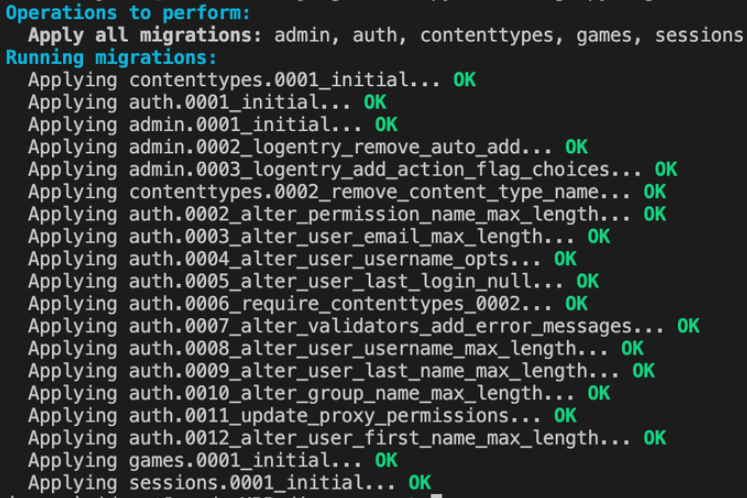 Operations to perform:
Apply all migrations: admin, auth, contenttypes, games, sessions
Running migrations:
Applying contenttypes.0001_initial... OK
Applying auth.0001_initial... OK
Applying admin.0001_initial... OK
Applying admin.0002_logentry_remove_auto_add... OK
Applying admin.0003_logentry_add_action_flag_choices... OK
Applying contenttypes.0002_remove_content_type_name... OK
Applying auth.0002_alter_permission_name_max_length... OK
Applying auth.0003_alter_user_email_max_length... OK
Applying auth.0004_alter_user_username_opts... OK
Applying auth.0005_alter_user_last_login_null... OK
Applying auth.0006_require_contenttypes_0002... OK
Applying auth.0007_alter_validators_add_error_messages... OK
Applying auth.0008_alter_user_username_max_length... OK
Applying auth.0009_alter_user_last_name_max_length... OK
Applying auth.0010_alter_group_name_max_length... OK
Applying auth.0011_update_proxy_permissions... OK
Applying auth.0012_alter_user_first_name_max_length... OK
Applying games.0001_initial... OK
Applying sessions.0001_initial... OK